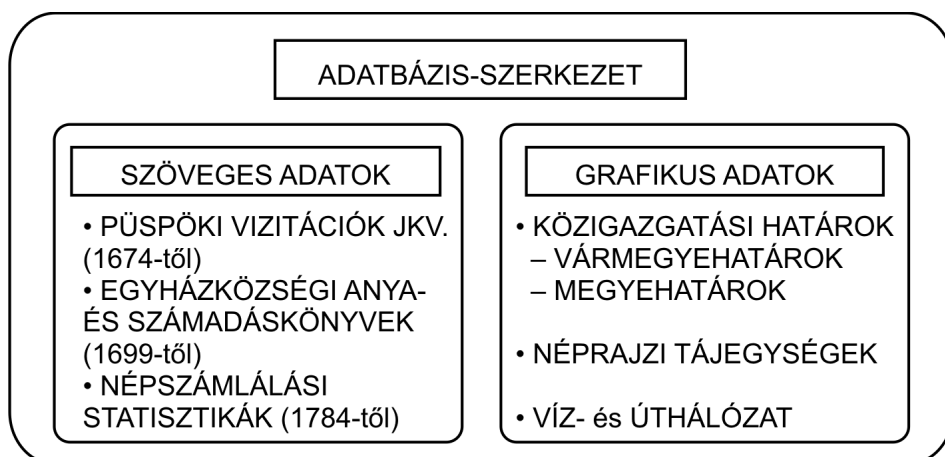 ADATBÁZIS-SZERKEZET
SZÖVEGES ADATOK
• PÜSPÖKI VIZITÁCIÓK JKV.
(1674-től)
• EGYHÁZKÖZSÉGI ANYA-
ÉS SZÁMADÁSKÖNYVEK
(1699-től)
• NÉPSZÁMLÁLÁSI
STATISZTIKÁK (1784-től)
GRAFIKUS ADATOK
• KÖZIGAZGATÁSI HATÁROK
– VÁRMEGYEHATÁROK
– MEGYEHATÁROK
• NÉPRAJZI TÁJEGYSÉGEK
• VÍZ- és ÚTHÁLÓZAT